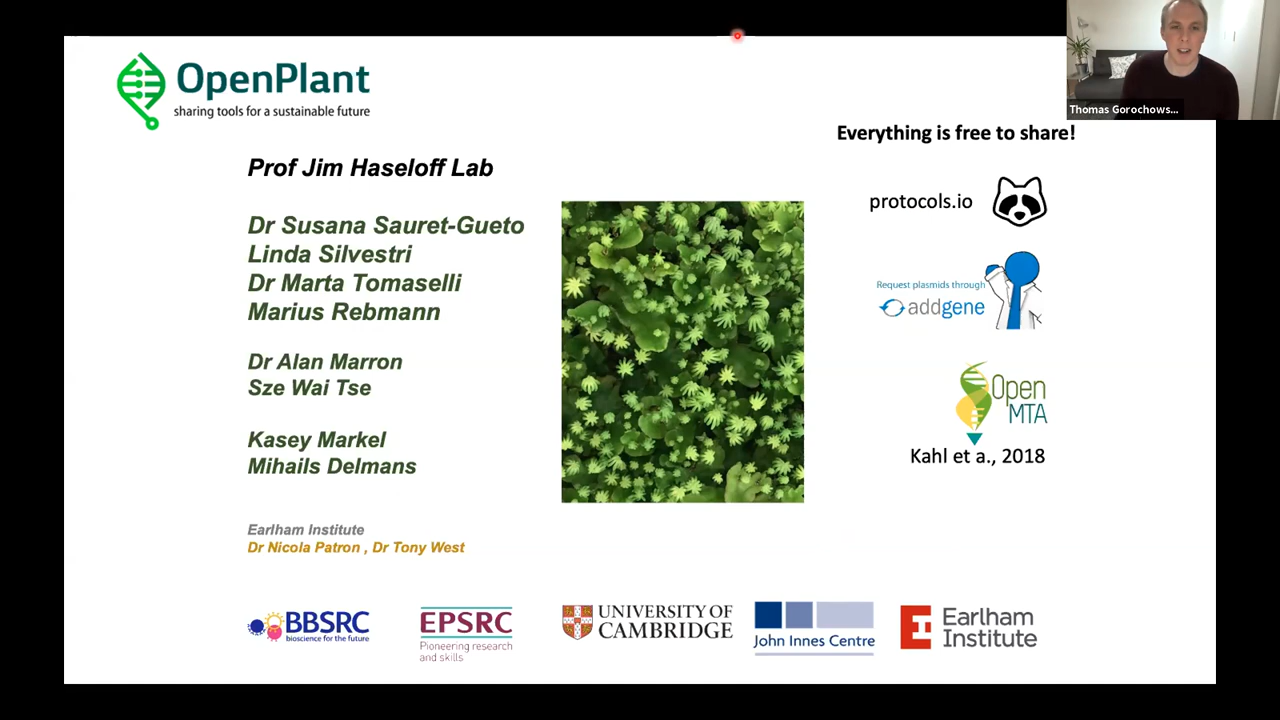 OpenPlant
sharing tools for a sustainable future
Thomas Gorochows...
Everything is free to share!
Prof Jim Haseloff Lab
Dr Susana Sauret-Gueto
Linda Silvestri
Dr Marta Tomaselli
Marius Rebmann
Dr Alan Marron
Sze Wai Tse
Kasey Markel
Mihails Delmans
Earlham Institute
Dr Nicola Patron , Dr Tony West
protocols.io
Request plasmids through
addgene
Open
MTA
Kahl et a., 2018
BBSRC
bioscience for the future
EPSRC
Pioneering research
and skills
UNIVERSITY OF
CAMBRIDGE
John Innes Centre
Earlham
Institute